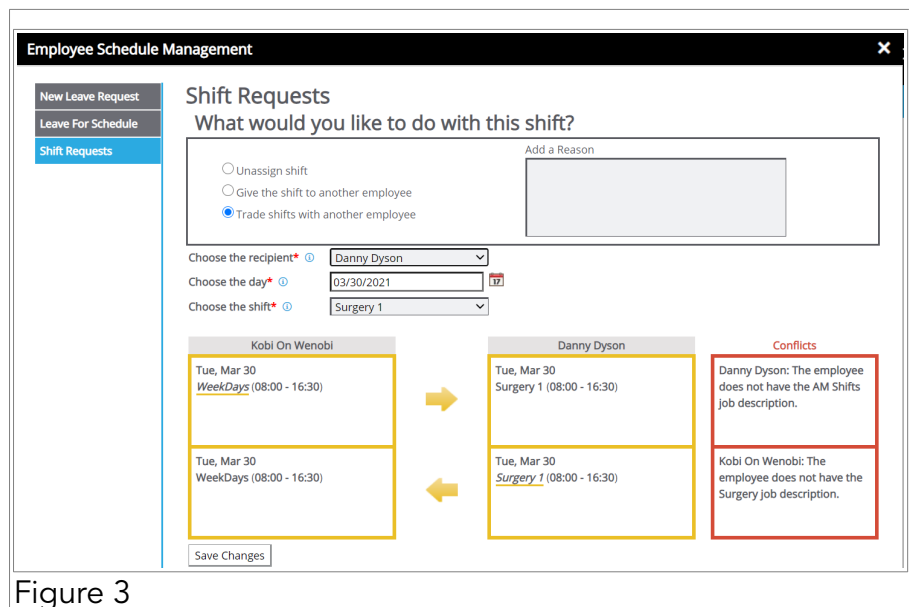 Employee Schedule Management
New Leave Request
Leave For Schedule
Shift Requests
Shift Requests
What would you like to do with this shift?
Unassign shift
Give the shift to another employee
Trade shifts with another employee
Add a Reason
Choose the recipient* Danny Dyson
Choose the day* 03/30/2021 17
Choose the shift* Surgery 1
Kobi On Wenobi Danny Dyson Conflicts
Tue, Mar 30
WeekDays (08:00 - 16:30)
Tue, Mar 30
Surgery 1 (08:00 - 16:30)
Danny Dyson: The employee
does not have the AM Shifts
job description.
Tue, Mar 30
WeekDays (08:00 - 16:30)
Tue, Mar 30
Surgery 1 (08:00 - 16:30)
Kobi On Wenobi: The
employee does not have the
Surgery job description.
Save Changes
Figure 3